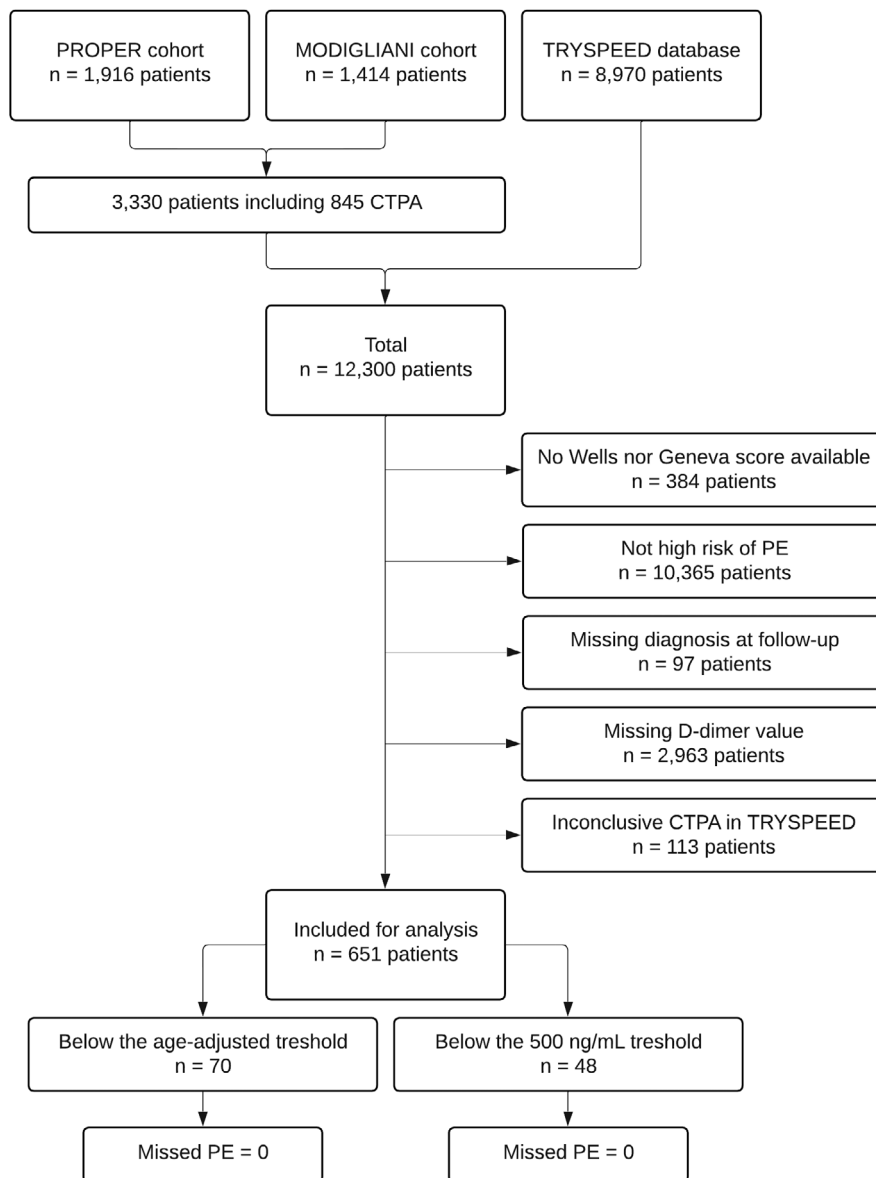 PROPER cohort
n = 1,916 patients
MODIGLIANI cohort
n = 1,414 patients
TRYSPEED database
n = 8,970 patients
3,330 patients including 845 CTPA
Total
n = 12,300 patients
No Wells nor Geneva score available
n = 384 patients
Not high risk of PE
n = 10,365 patients
Missing diagnosis at follow-up
n = 97 patients
Missing D-dimer value
n = 2,963 patients
Inconclusive CTPA in TRYSPEED
n = 113 patients
Included for analysis
n = 651 patients
Below the age-adjusted treshold
n = 70
Below the 500 ng/mL treshold
n = 48
Missed PE = 0
Missed PE = 0